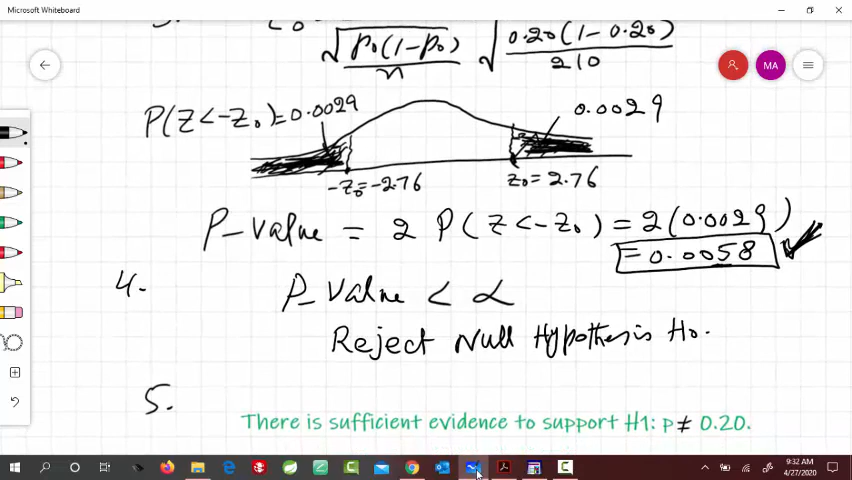 Microsoft Whiteboard
MA
√(p₀(1-p₀)/n) √(0.20(1-0.20)/210)
P(Z<-Z₀)=0.0029
0.0029
-Z₀=-2.76
Z₀=2.76
P_value = 2 P(Z<-Z₀) = 2(0.0029)
=0.0058
4. P_value < α
Reject Null Hypothesis H₀.
5.
There is sufficient evidence to support H1: p ≠ 0.20.
9:32 AM
4/27/2020